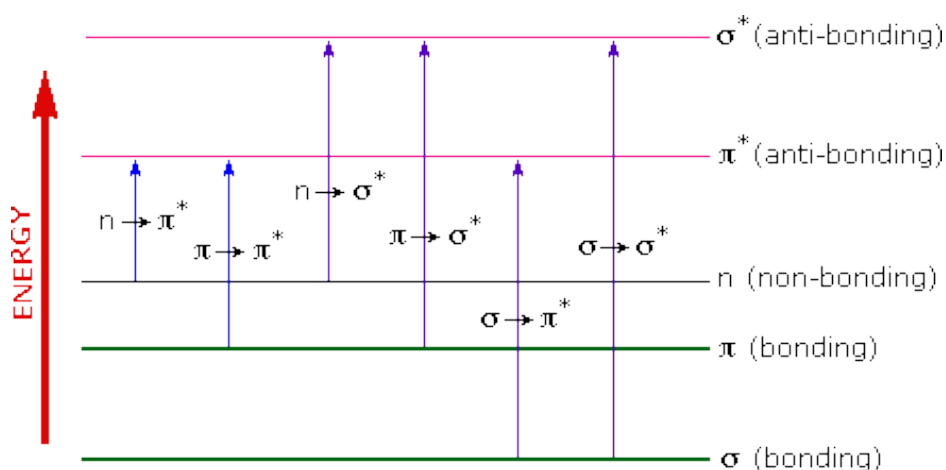 σ* (anti-bonding)
π* (anti-bonding)
n → σ*
n → π*
π → σ*
π → π*
σ → σ*
n (non-bonding)
σ → π*
π (bonding)
σ (bonding)
ENERGY